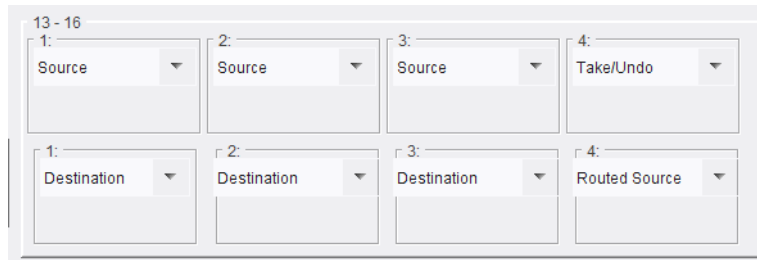 13 - 16
1: 2: 3: 4:
Source Source Source Take/Undo
1: 2: 3: 4:
Destination Destination Destination Routed Source